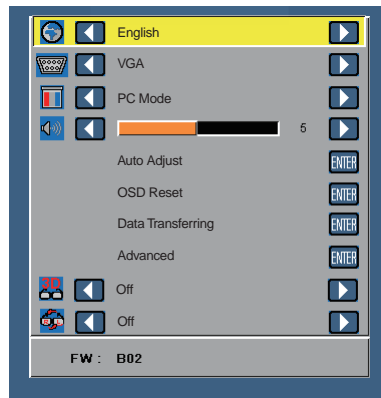 English
VGA
PC Mode
5
Auto Adjust ENTER
OSD Reset ENTER
Data Transferring ENTER
Advanced ENTER
3D Off
Off
FW : B02